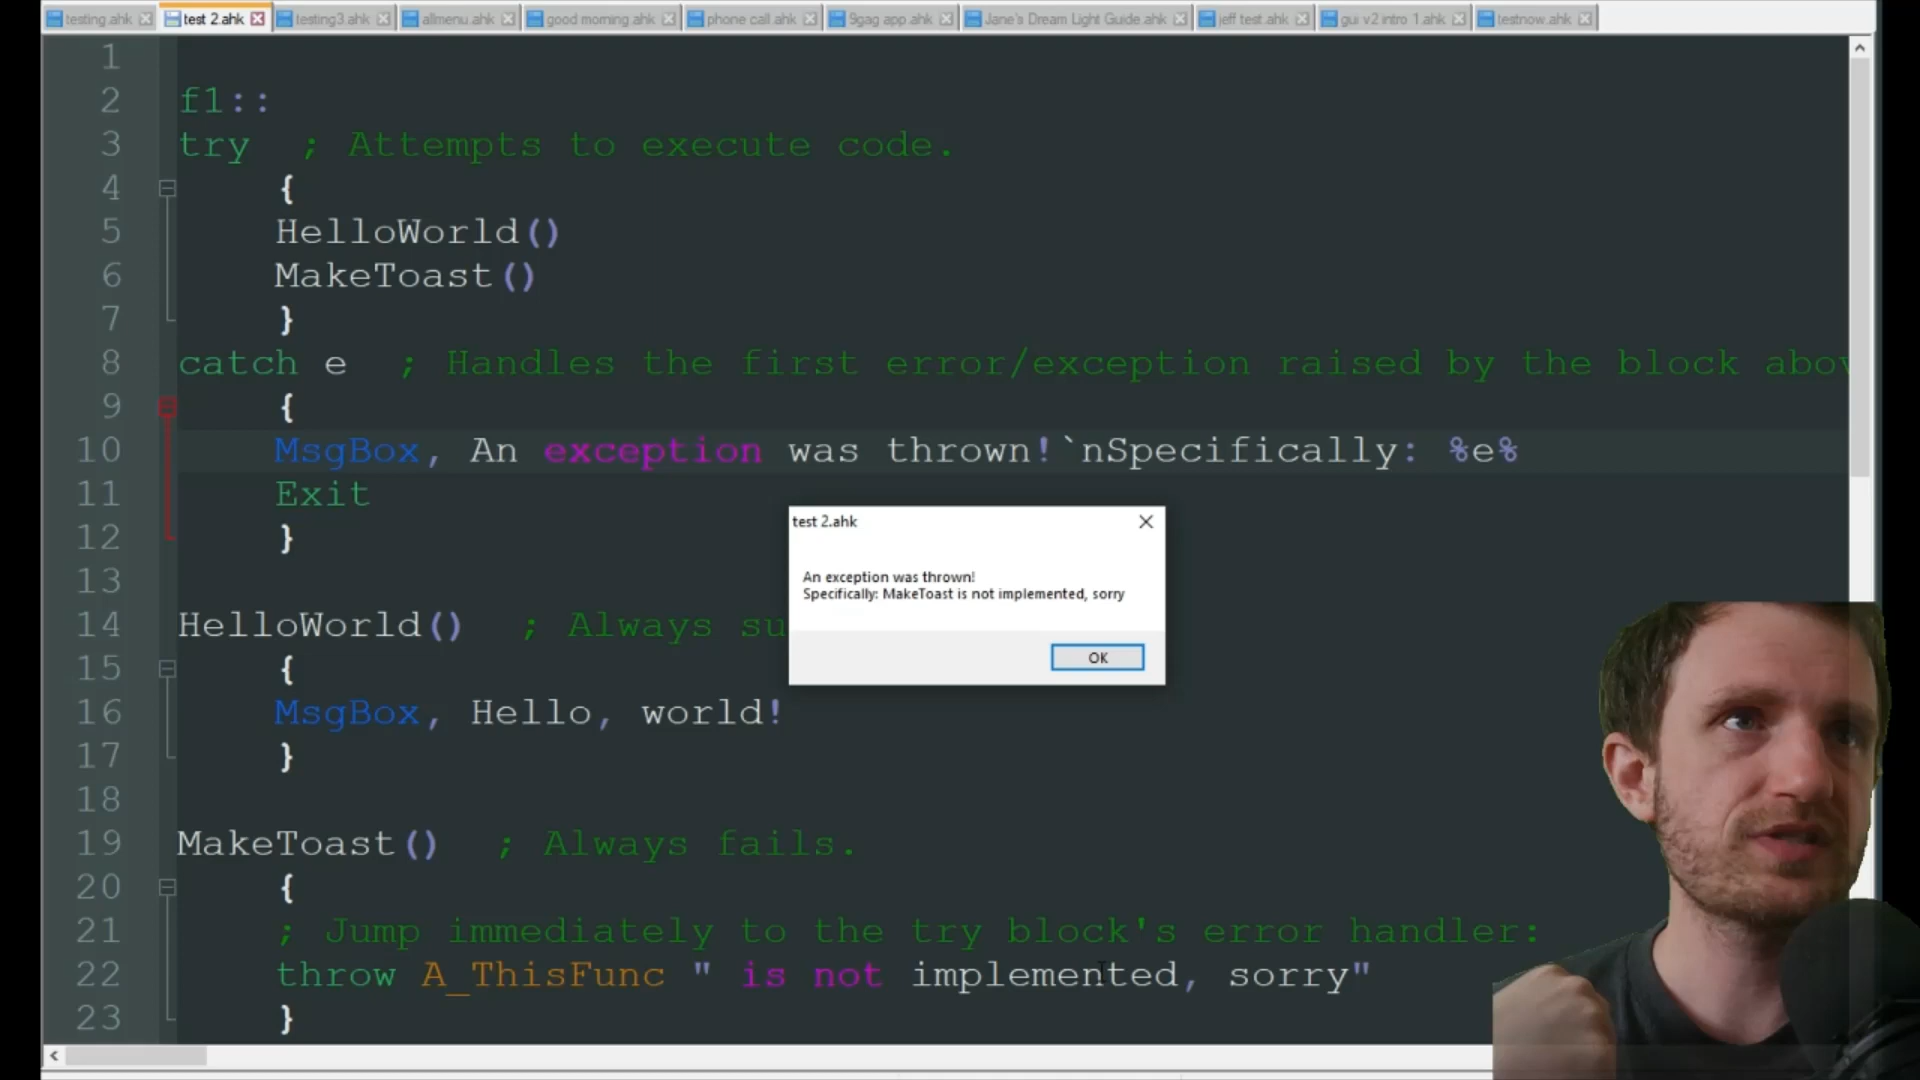 testing.ahk
test 2.ahk
testing3.ahk
allmenu.ahk
good morning.ahk
phone call.ahk
9gag app.ahk
Jane's Dream Light Guide.ahk
jeff test.ahk
gui v2 intro 1.ahk
testnow.ahk
1
2 f1::
3 try ; Attempts to execute code.
4 {
5 HelloWorld()
6 MakeToast()
7 }
8 catch e ; Handles the first error/exception raised by the block abov
9 {
10 MsgBox, An exception was thrown!`nSpecifically: %e%
11 Exit
12 }
13
14 HelloWorld() ; Always su
15 {
16 MsgBox, Hello, world!
17 }
18
19 MakeToast() ; Always fails.
20 {
21 ; Jump immediately to the try block's error handler:
22 throw A_ThisFunc " is not implemented, sorry"
23 }
test 2.ahk
An exception was thrown!
Specifically: MakeToast is not implemented, sorry
OK